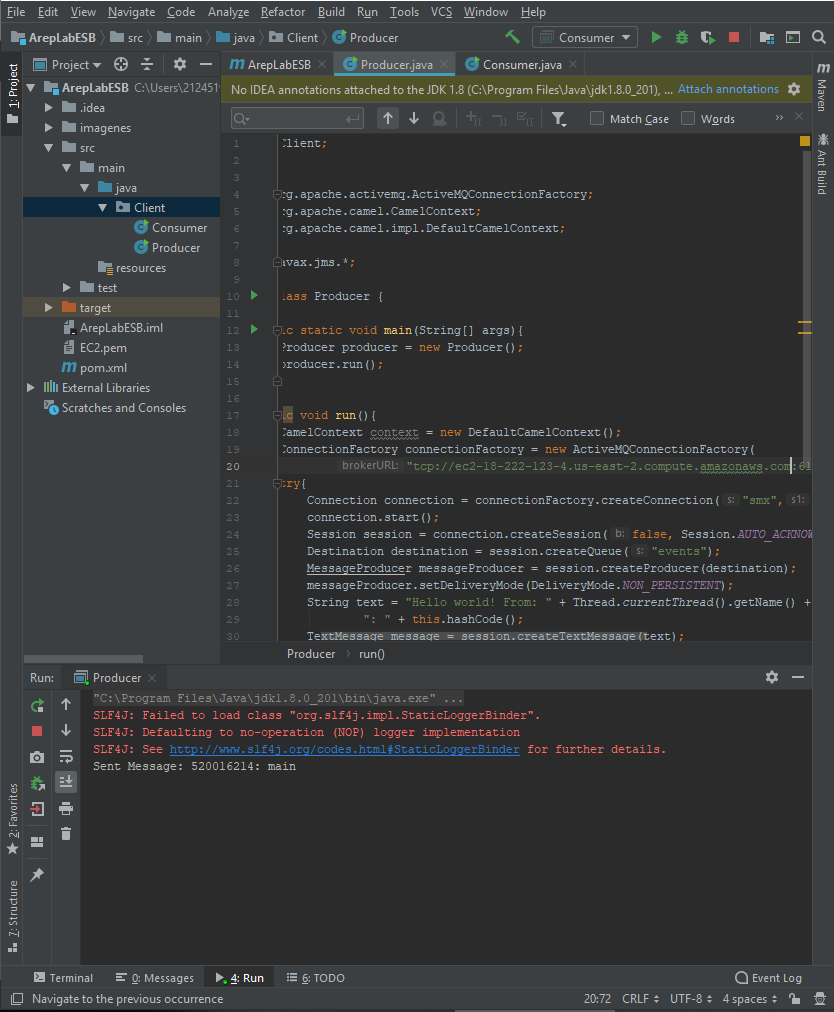 File Edit View Navigate Code Analyze Refactor Build Run Tools VCS Window Help
ArepLabESB src main java Client Producer Consumer
Project
ArepLabESB Producer.java Consumer.java
1: Project
ArepLabESB C:\Users\212451
.idea
imagenes
src
main
java
Client
Consumer
Producer
resources
test
target
ArepLabESB.iml
EC2.pem
pom.xml
External Libraries
Scratches and Consoles
No IDEA annotations attached to the JDK 1.8 (C:\Program Files\Java\jdk1.8.0_201), ... Attach annotations
Match Case Words »
1 Client;
2
3
4 rg.apache.activemq.ActiveMQConnectionFactory;
5 rg.apache.camel.CamelContext;
6 rg.apache.camel.impl.DefaultCamelContext;
7
8 avax.jms.*;
9
10 lass Producer {
11
12 ic static void main(String[] args){
13 Producer producer = new Producer();
14 producer.run();
15
16
17 ic void run(){
18 CamelContext context = new DefaultCamelContext();
19 ConnectionFactory connectionFactory = new ActiveMQConnectionFactory(
20 brokerURL: "tcp://ec2-18-222-123-4.us-east-2.compute.amazonaws.com:61
21 try{
22 Connection connection = connectionFactory.createConnection( s: "smx", s1:
23 connection.start();
24 Session session = connection.createSession( b: false, Session.AUTO_ACKNOW
25 Destination destination = session.createQueue( s: "events");
26 MessageProducer messageProducer = session.createProducer(destination);
27 messageProducer.setDeliveryMode(DeliveryMode.NON_PERSISTENT);
28 String text = "Hello world! From: " + Thread.currentThread().getName() +
29 ": " + this.hashCode();
30 TextMessage message = session.createTextMessage(text);
Producer › run()
Maven
Ant Build
Run: Producer
"C:\Program Files\Java\jdk1.8.0_201\bin\java.exe" ...
SLF4J: Failed to load class "org.slf4j.impl.StaticLoggerBinder".
SLF4J: Defaulting to no-operation (NOP) logger implementation
SLF4J: See http://www.slf4j.org/codes.html#StaticLoggerBinder for further details.
Sent Message: 520016214: main
2: Favorites
7: Structure
Terminal 0: Messages 4: Run 6: TODO Event Log
Navigate to the previous occurrence 20:72 CRLF UTF-8 4 spaces